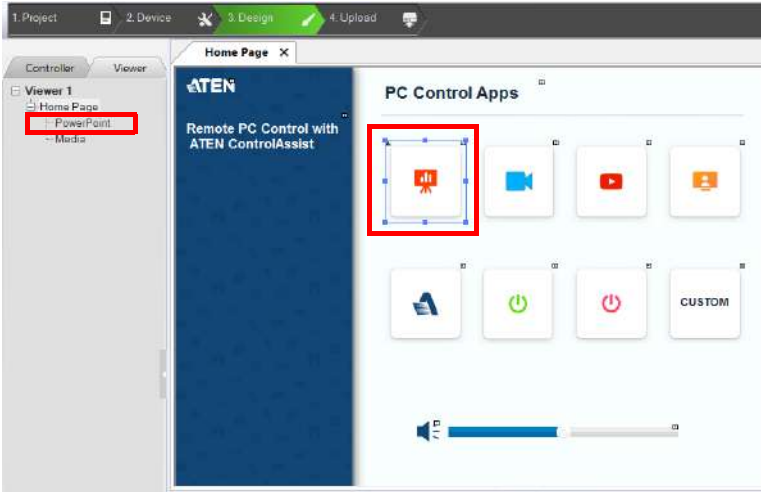 1. Project
2. Device
3. Design
4. Upload
Home Page X
Controller
Viewer
Viewer 1
Home Page
PowerPoint
Media
ATEN
Remote PC Control with
ATEN ControlAssist
PC Control Apps
CUSTOM